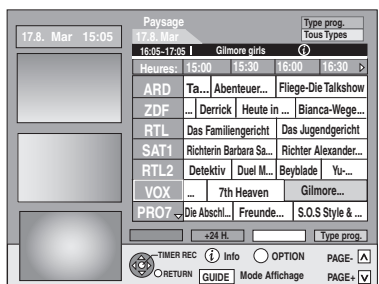 Paysage Type prog.
17.8. Mar 15:05 17.8. Mar Tous Types
16:05-17:05 Gilmore girls i
Heures: 15:00 15:30 16:00 16:30
ARD Ta... Abenteuer... Fliege-Die Talkshow
ZDF ... Derrick Heute in ... Bianca-Wege...
RTL Das Familiengericht Das Jugendgericht
SAT1 Richterin Barbara Sa... Richter Alexander...
RTL2 Detektiv Duel M... Beyblade Yu-...
VOX ... 7th Heaven Gilmore...
PRO7 Die Abschl... Freunde... S.O.S Style & ...
+24 H. Type prog.
TIMER REC i Info OPTION PAGE- ∧
RETURN GUIDE Mode Affichage PAGE+ ∨